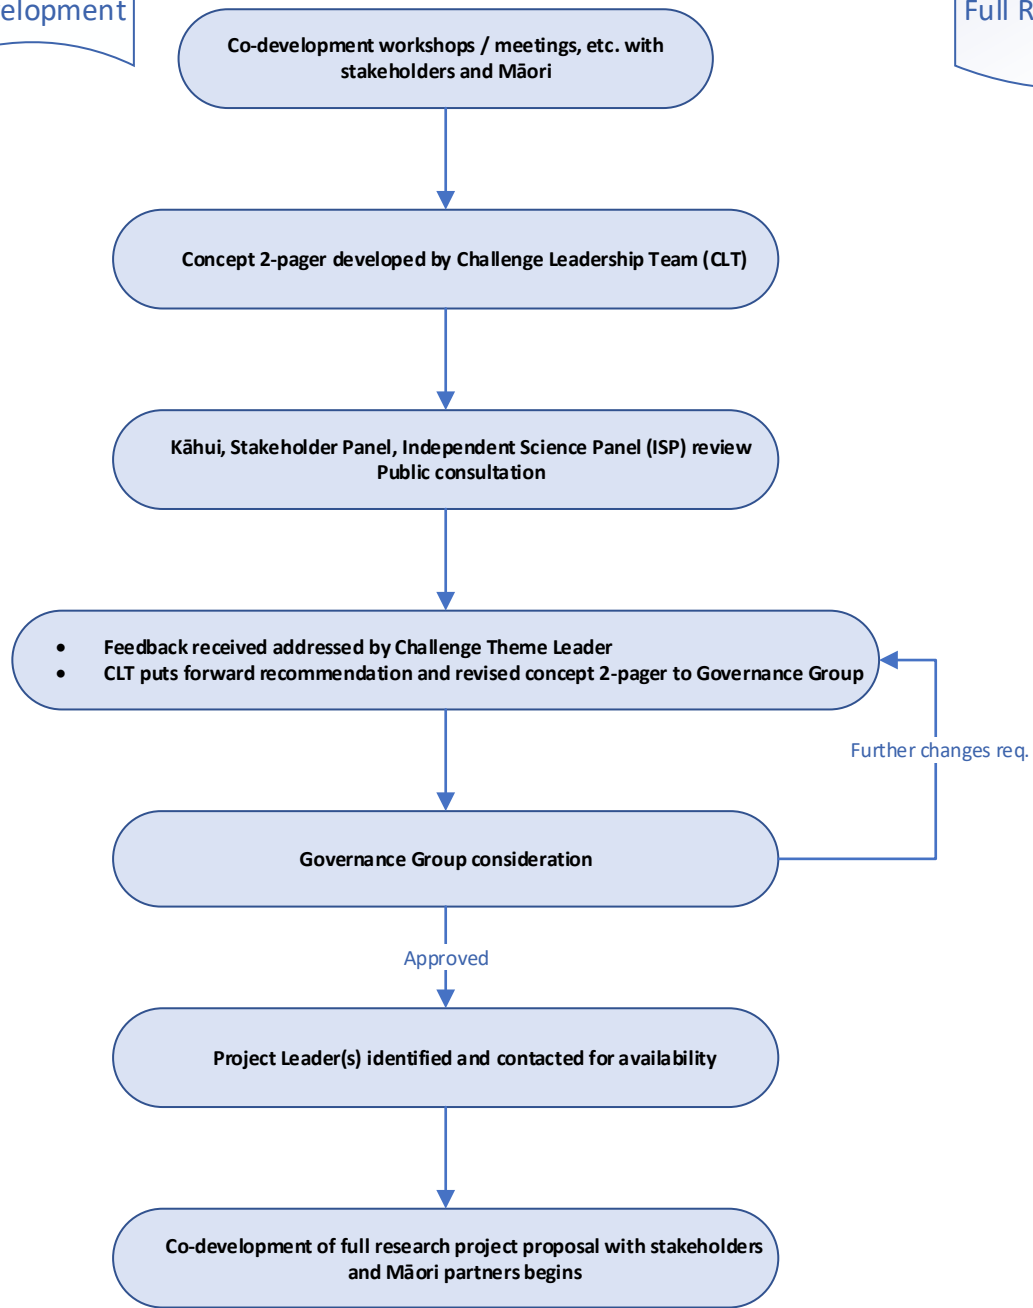 Co-development workshops / meetings, etc. with
stakeholders and Māori
Concept 2-pager developed by Challenge Leadership Team (CLT)
Kāhui, Stakeholder Panel, Independent Science Panel (ISP) review
Public consultation
• Feedback received addressed by Challenge Theme Leader
• CLT puts forward recommendation and revised concept 2-pager to Governance Group
Further changes req.
Governance Group consideration
Approved
Project Leader(s) identified and contacted for availability
Co-development of full research project proposal with stakeholders
and Māori partners begins
Full